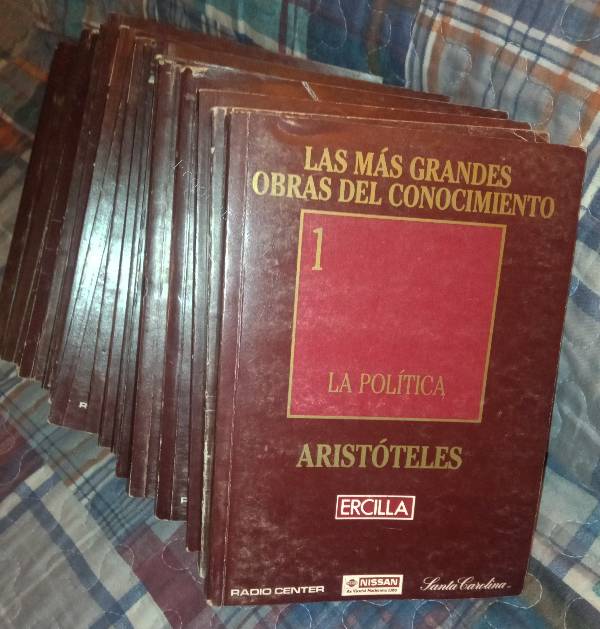 LAS MÁS GRANDES
OBRAS DEL CONOCIMIENTO
1
LA POLÍTICA
ARISTÓTELES
ERCILLA
RADIO CENTER
NISSAN
Santa Carolina